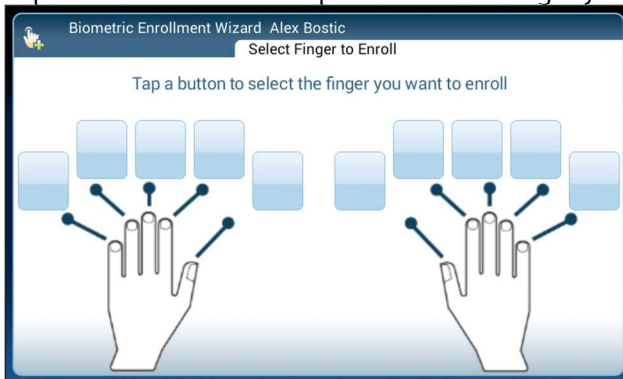 Biometric Enrollment Wizard Alex Bostic
Select Finger to Enroll
Tap a button to select the finger you want to enroll